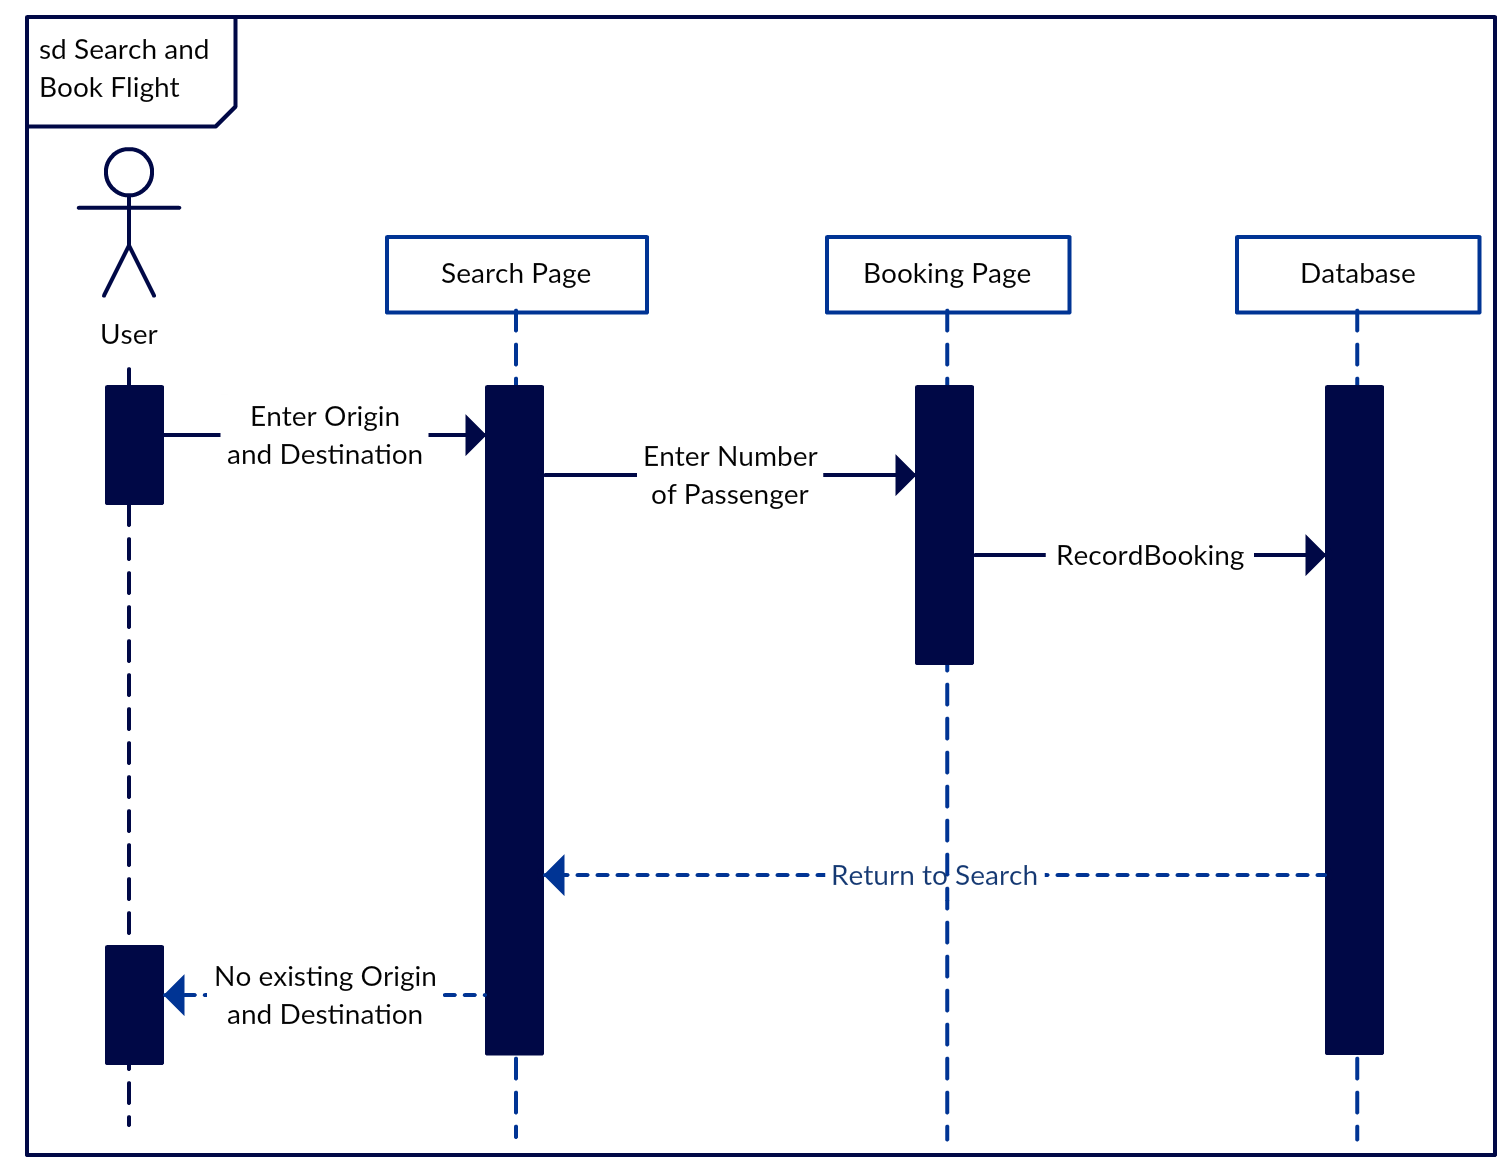 sd Search and
Book Flight
User
Search Page
Booking Page
Database
Enter Origin
and Destination
Enter Number
of Passenger
RecordBooking
Return to Search
No existing Origin
and Destination